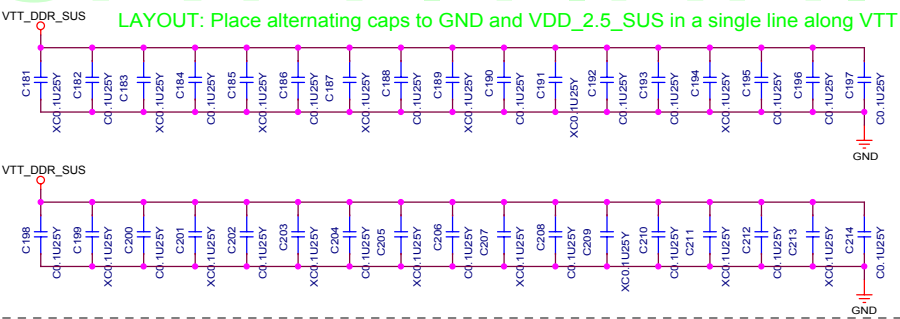 VTT_DDR_SUS
LAYOUT: Place alternating caps to GND and VDD_2.5_SUS in a single line along VTT
C181
XC0.1U25Y
C182
C0.1U25Y
C183
XC0.1U25Y
C184
C0.1U25Y
C185
XC0.1U25Y
C186
C0.1U25Y
C187
XC0.1U25Y
C188
C0.1U25Y
C189
XC0.1U25Y
C190
C0.1U25Y
C191
XC0.1U25Y
C192
C0.1U25Y
C193
C0.1U25Y
C194
XC0.1U25Y
C195
C0.1U25Y
C196
C0.1U25Y
C197
C0.1U25Y
GND
VTT_DDR_SUS
C198
C0.1U25Y
C199
XC0.1U25Y
C200
C0.1U25Y
C201
XC0.1U25Y
C202
C0.1U25Y
C203
XC0.1U25Y
C204
C0.1U25Y
C205
C0.1U25Y
C206
XC0.1U25Y
C207
XC0.1U25Y
C208
C0.1U25Y
C209
XC0.1U25Y
C210
C0.1U25Y
C211
XC0.1U25Y
C212
C0.1U25Y
C213
XC0.1U25Y
C214
C0.1U25Y
GND